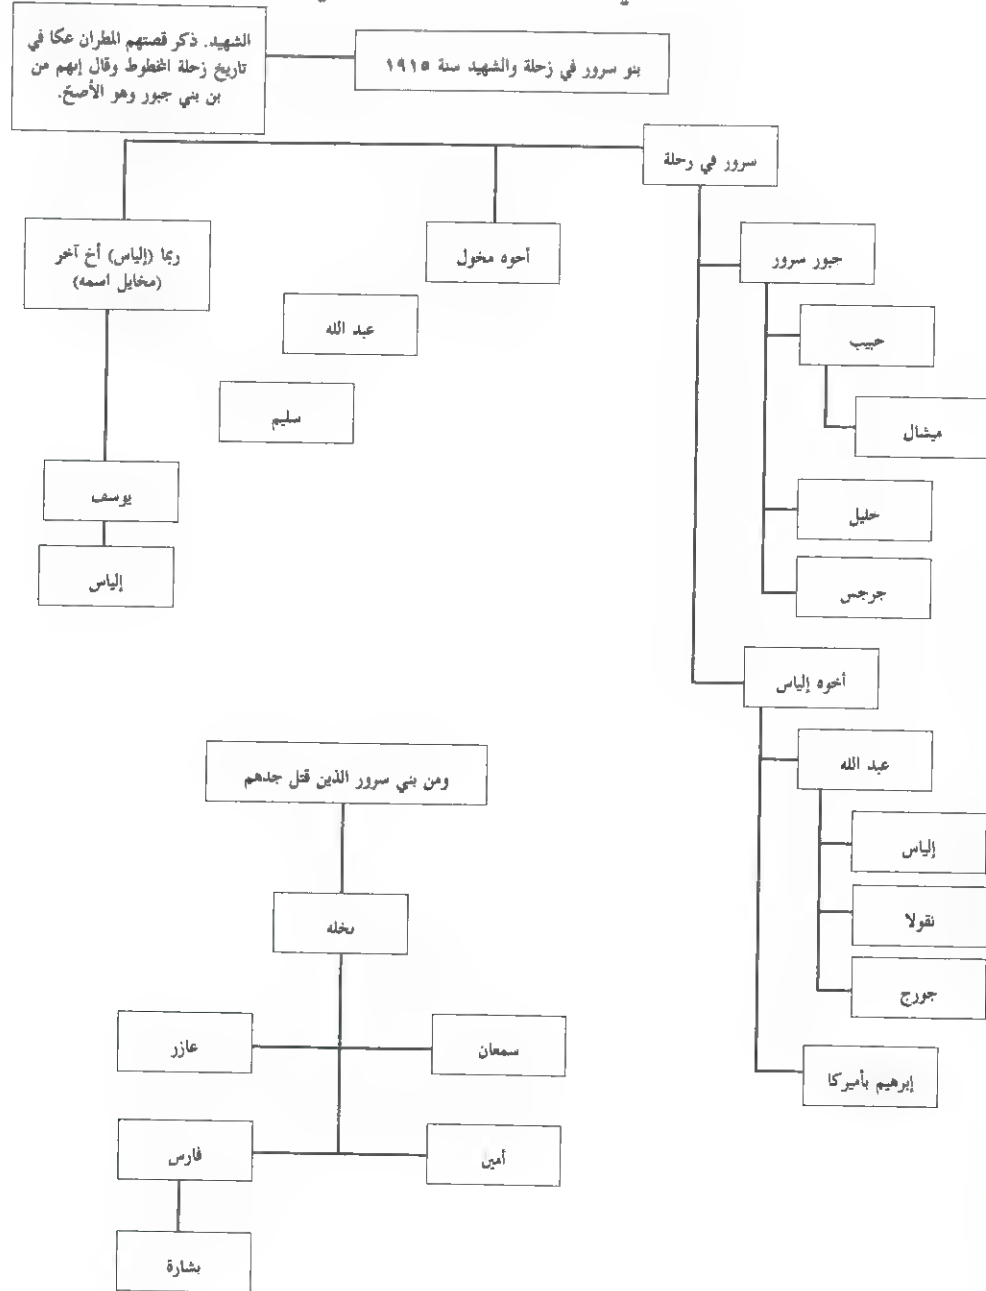 بنو سرور في زحلة والشهيد سنة ١٩١٥
الشهيد. ذكر قصتهم المطران عكا في
تاريخ زحلة المخطوط وقال إنهم من
بن بني جبور وهو الأصحّ.
سرور في رحلة
جبور سرور
حبيب
ميشال
خليل
جرجس
أخوه إلياس
عبد الله
إلياس
نقولا
جورج
إبرهيم بأميركا
أخوه مخول
عبد الله
سليم
ربما (إلياس) أخ آخر
(مخايل اسمه)
يوسف
إلياس
ومن بني سرور الذين قتل جدهم
نخله
سمعان
عازر
أمين
فارس
بشارة